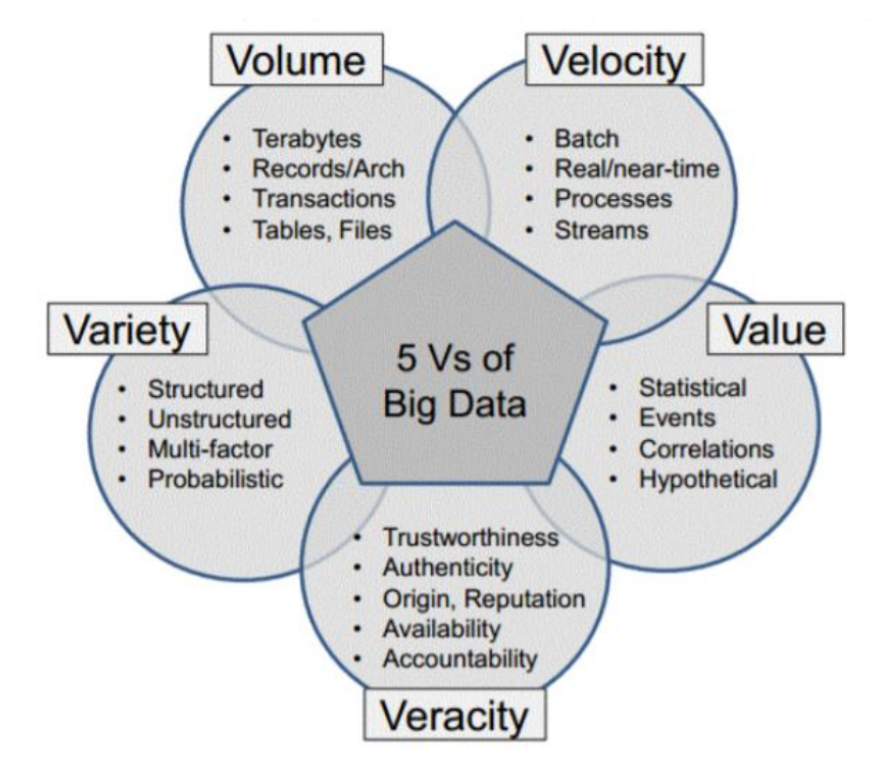 Volume
• Terabytes
• Records/Arch
• Transactions
• Tables, Files
Velocity
• Batch
• Real/near-time
• Processes
• Streams
Variety
• Structured
• Unstructured
• Multi-factor
• Probabilistic
5 Vs of
Big Data
Value
• Statistical
• Events
• Correlations
• Hypothetical
• Trustworthiness
• Authenticity
• Origin, Reputation
• Availability
• Accountability
Veracity